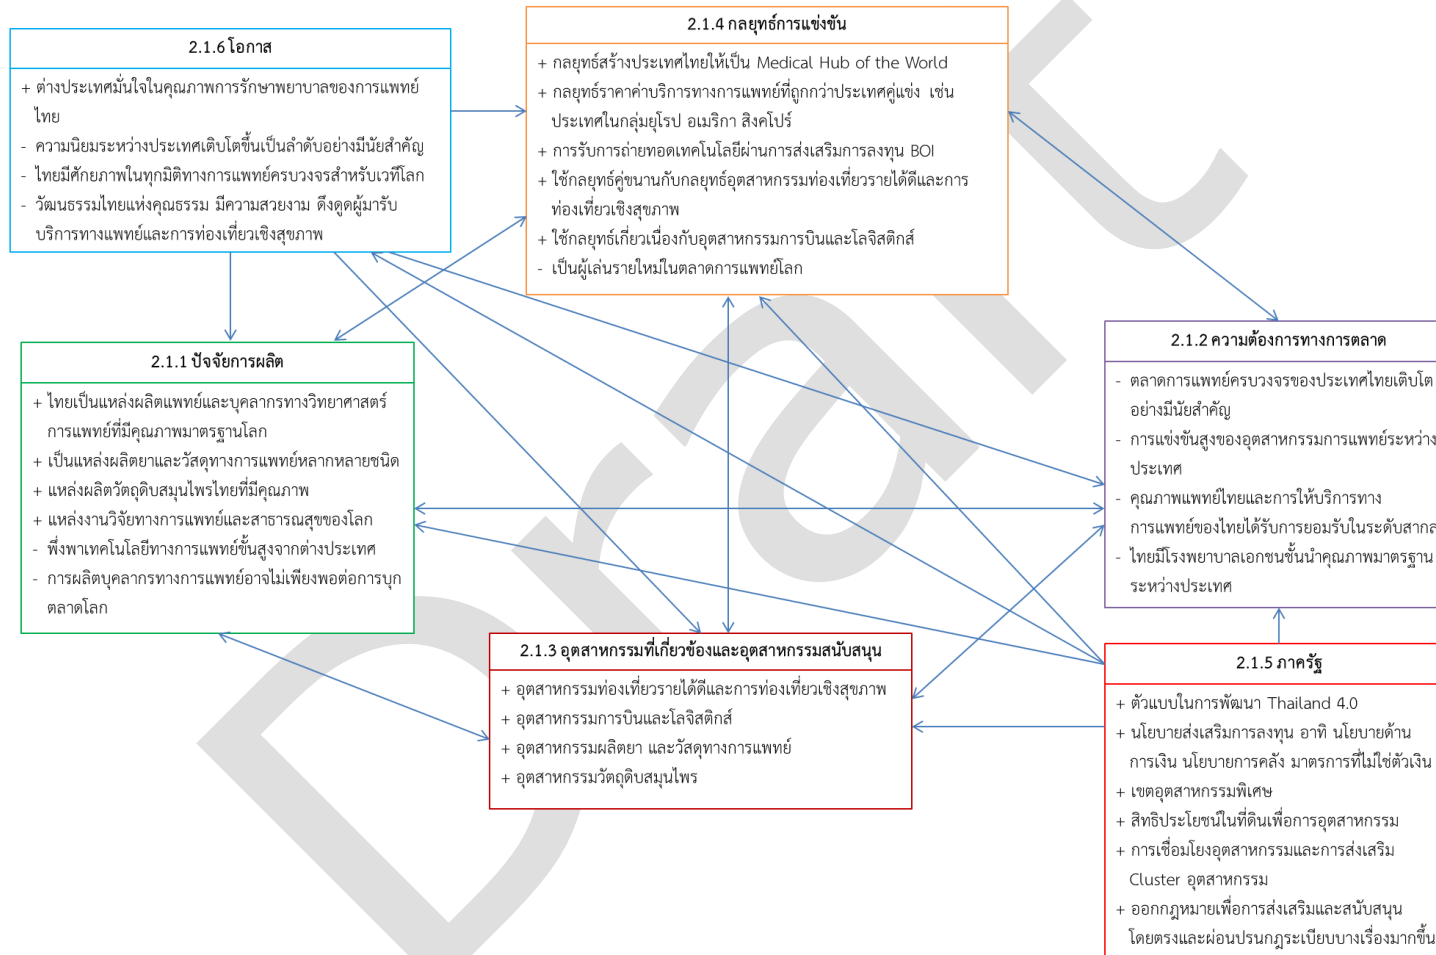 2.1.6 โอกาส
+ ต่างประเทศมั่นใจในคุณภาพการรักษาพยาบาลของการแพทย์
ไทย
- ความนิยมระหว่างประเทศเติบโตขึ้นเป็นลำดับอย่างมีนัยสำคัญ
- ไทยมีศักยภาพในทุกมิติทางการแพทย์ครบวงจรสำหรับเวทีโลก
- วัฒนธรรมไทยแห่งคุณธรรม มีความสวยงาม ดึงดูดผู้มารับ
บริการทางแพทย์และการท่องเที่ยวเชิงสุขภาพ
2.1.4 กลยุทธ์การแข่งขัน
+ กลยุทธ์สร้างประเทศไทยให้เป็น Medical Hub of the World
+ กลยุทธ์ราคาค่าบริการทางการแพทย์ที่ถูกกว่าประเทศคู่แข่ง เช่น
ประเทศในกลุ่มยุโรป อเมริกา สิงคโปร์
+ การรับการถ่ายทอดเทคโนโลยีผ่านการส่งเสริมการลงทุน BOI
+ ใช้กลยุทธ์คู่ขนานกับกลยุทธ์อุตสาหกรรมท่องเที่ยวรายได้ดีและการ
ท่องเที่ยวเชิงสุขภาพ
+ ใช้กลยุทธ์เกี่ยวเนื่องกับอุตสาหกรรมการบินและโลจิสติกส์
- เป็นผู้เล่นรายใหม่ในตลาดการแพทย์โลก
2.1.1 ปัจจัยการผลิต
+ ไทยเป็นแหล่งผลิตแพทย์และบุคลากรทางวิทยาศาสตร์
การแพทย์ที่มีคุณภาพมาตรฐานโลก
+ เป็นแหล่งผลิตยาและวัสดุทางการแพทย์หลากหลายชนิด
+ แหล่งผลิตวัตถุดิบสมุนไพรไทยที่มีคุณภาพ
+ แหล่งงานวิจัยทางการแพทย์และสาธารณสุขของโลก
- พึ่งพาเทคโนโลยีทางการแพทย์ขั้นสูงจากต่างประเทศ
- การผลิตบุคลากรทางการแพทย์อาจไม่เพียงพอต่อการบุก
ตลาดโลก
2.1.2 ความต้องการทางการตลาด
- ตลาดการแพทย์ครบวงจรของประเทศไทยเติบโต
อย่างมีนัยสำคัญ
- การแข่งขันสูงของอุตสาหกรรมการแพทย์ระหว่าง
ประเทศ
- คุณภาพแพทย์ไทยและการให้บริการทาง
การแพทย์ของไทยได้รับการยอมรับในระดับสากล
- ไทยมีโรงพยาบาลเอกชนชั้นนำคุณภาพมาตรฐาน
ระหว่างประเทศ
2.1.3 อุตสาหกรรมที่เกี่ยวข้องและอุตสาหกรรมสนับสนุน
+ อุตสาหกรรมท่องเที่ยวรายได้ดีและการท่องเที่ยวเชิงสุขภาพ
+ อุตสาหกรรมการบินและโลจิสติกส์
+ อุตสาหกรรมผลิตยา และวัสดุทางการแพทย์
+ อุตสาหกรรมวัตถุดิบสมุนไพร
2.1.5 ภาครัฐ
+ ตัวแบบในการพัฒนา Thailand 4.0
+ นโยบายส่งเสริมการลงทุน อาทิ นโยบายด้าน
การเงิน นโยบายการคลัง มาตรการที่ไม่ใช่ตัวเงิน
+ เขตอุตสาหกรรมพิเศษ
+ สิทธิประโยชน์ในที่ดินเพื่อการอุตสาหกรรม
+ การเชื่อมโยงอุตสาหกรรมและการส่งเสริม
Cluster อุตสาหกรรม
+ ออกกฎหมายเพื่อการส่งเสริมและสนับสนุน
โดยตรงและผ่อนปรนกฎระเบียบบางเรื่องมากขึ้น
Draft